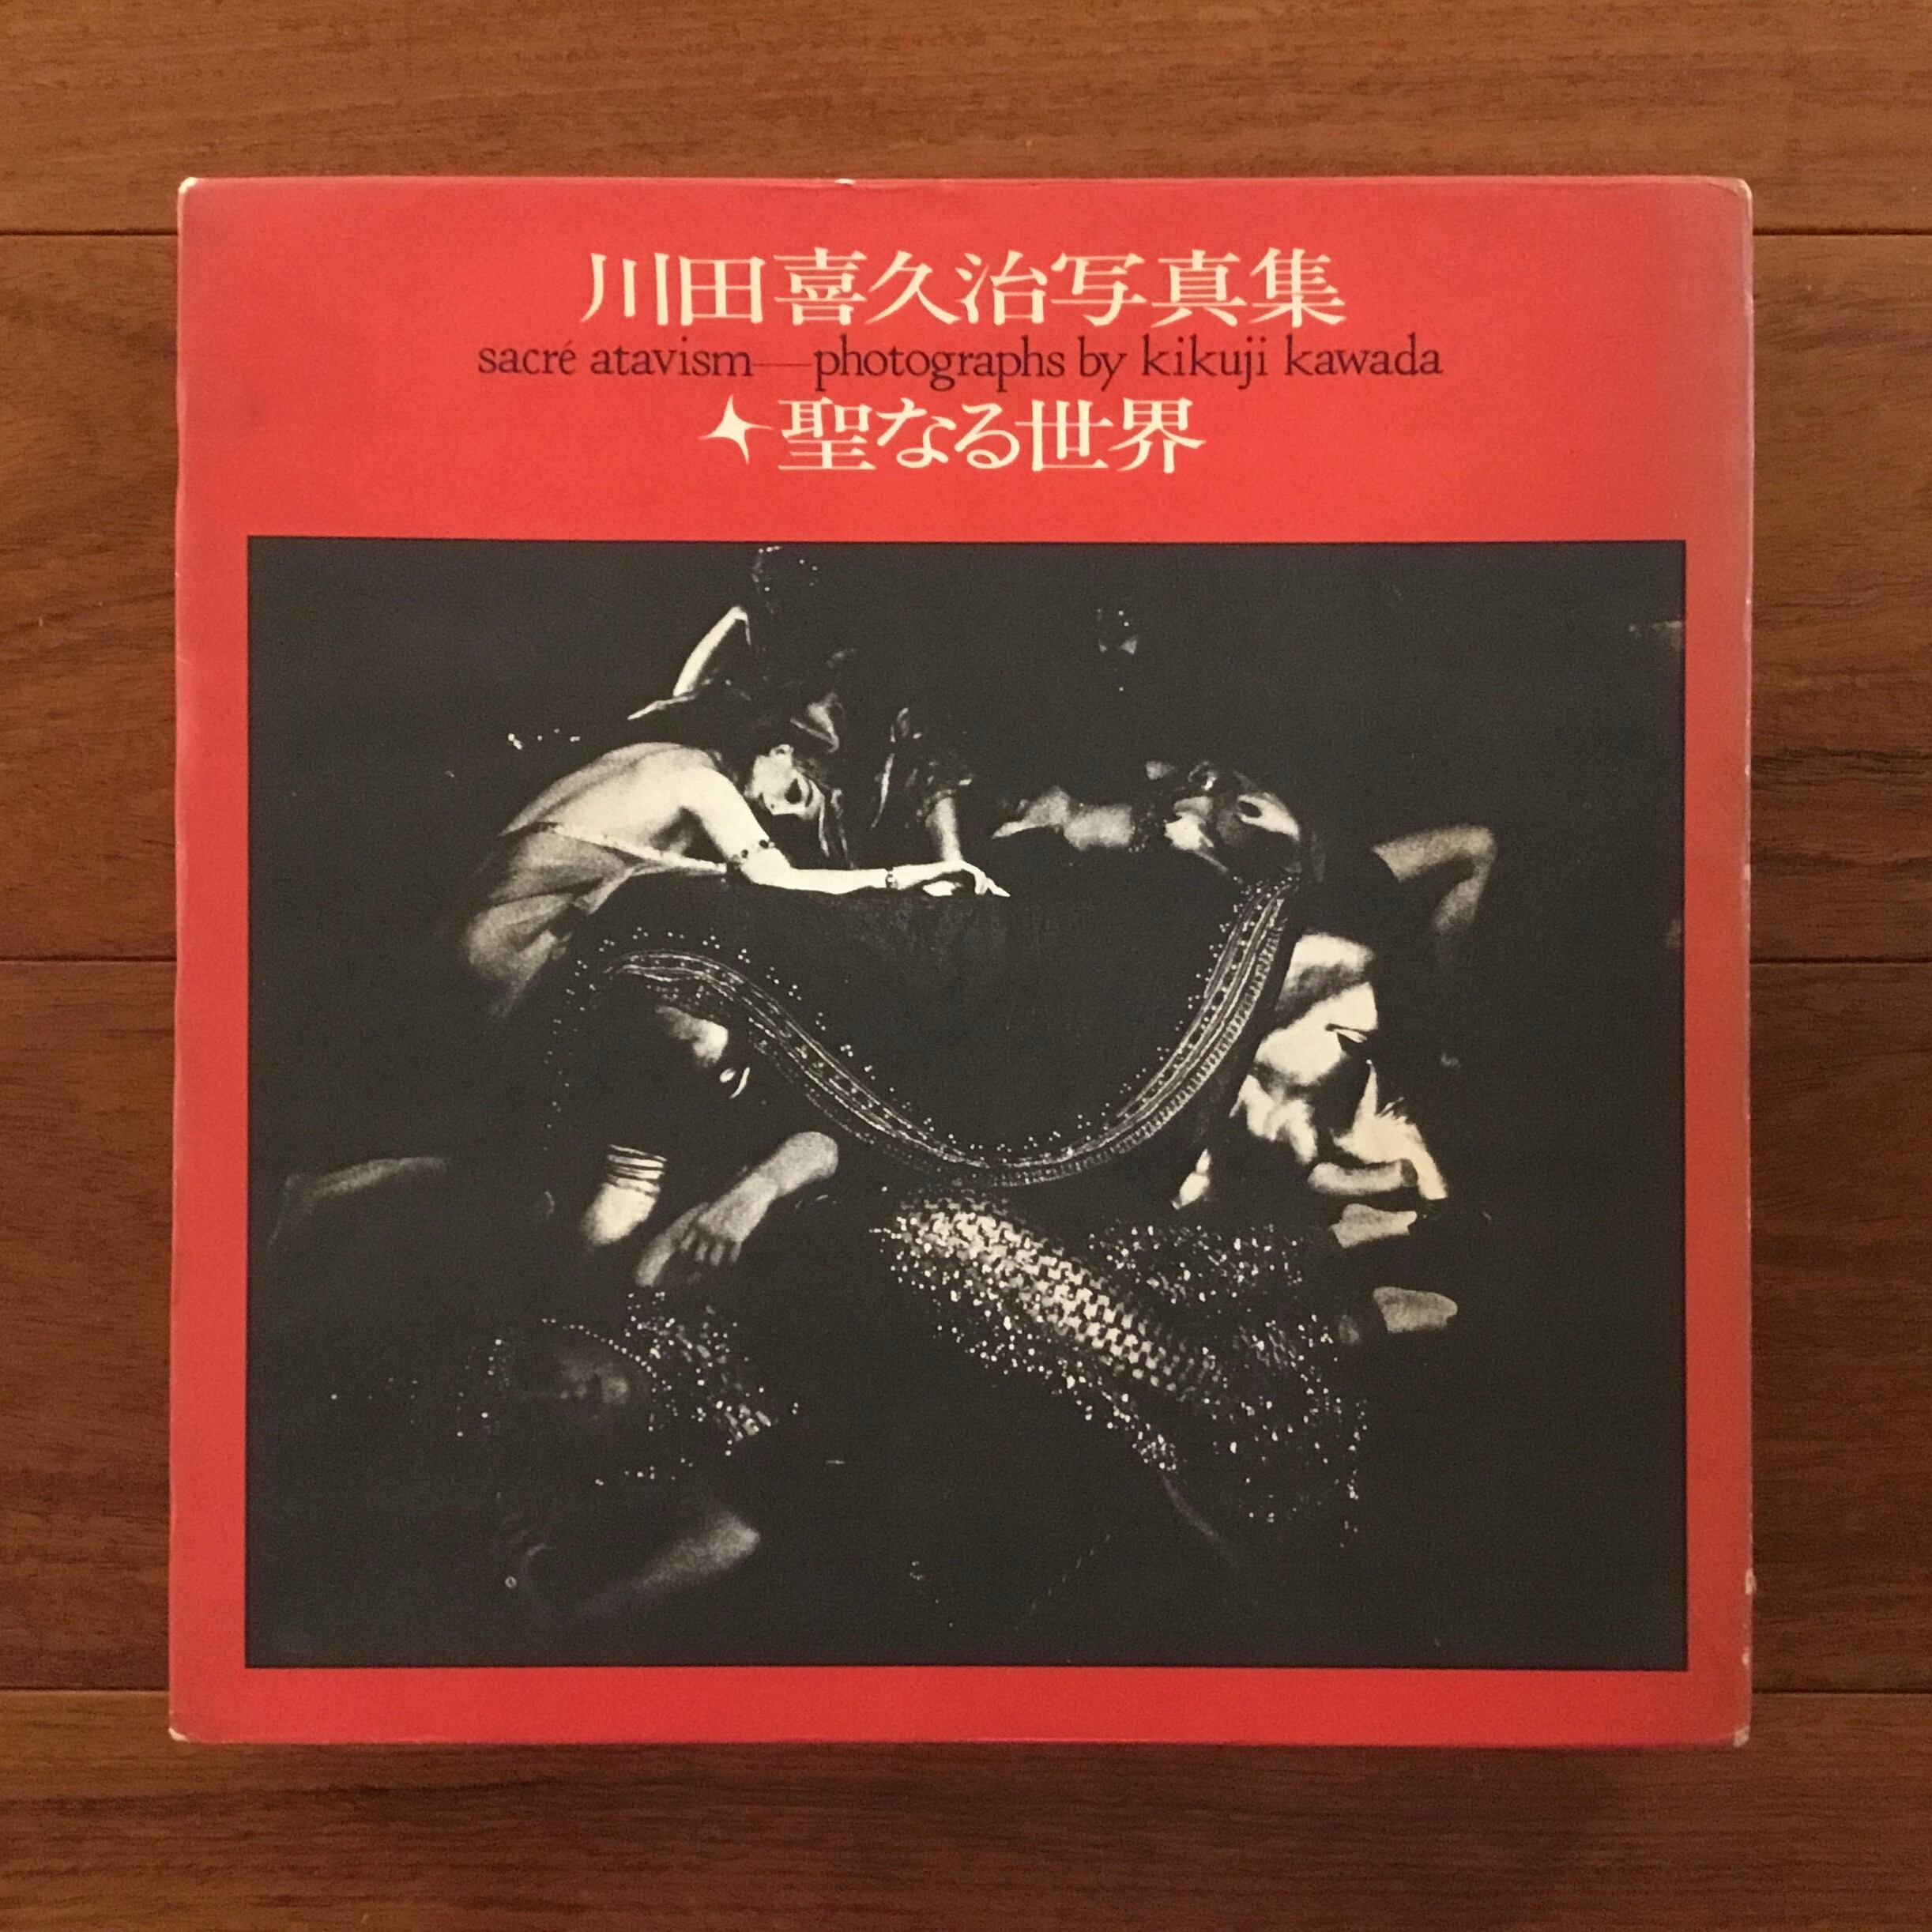 川田喜久治写真集
sacré atavism—photographs by kikuji kawada
聖なる世界